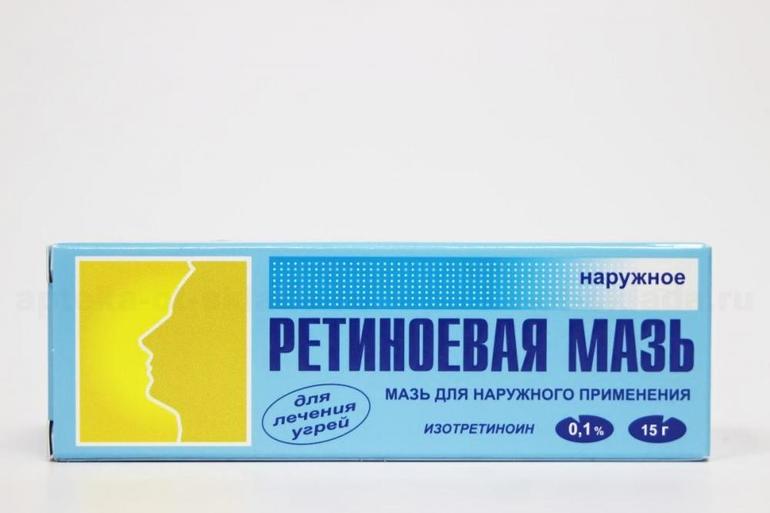 наружное
РЕТИНОЕВАЯ МАЗЬ
МАЗЬ ДЛЯ НАРУЖНОГО ПРИМЕНЕНИЯ
для
лечения
угрей
ИЗОТРЕТИНОИН 0,1% 15 г